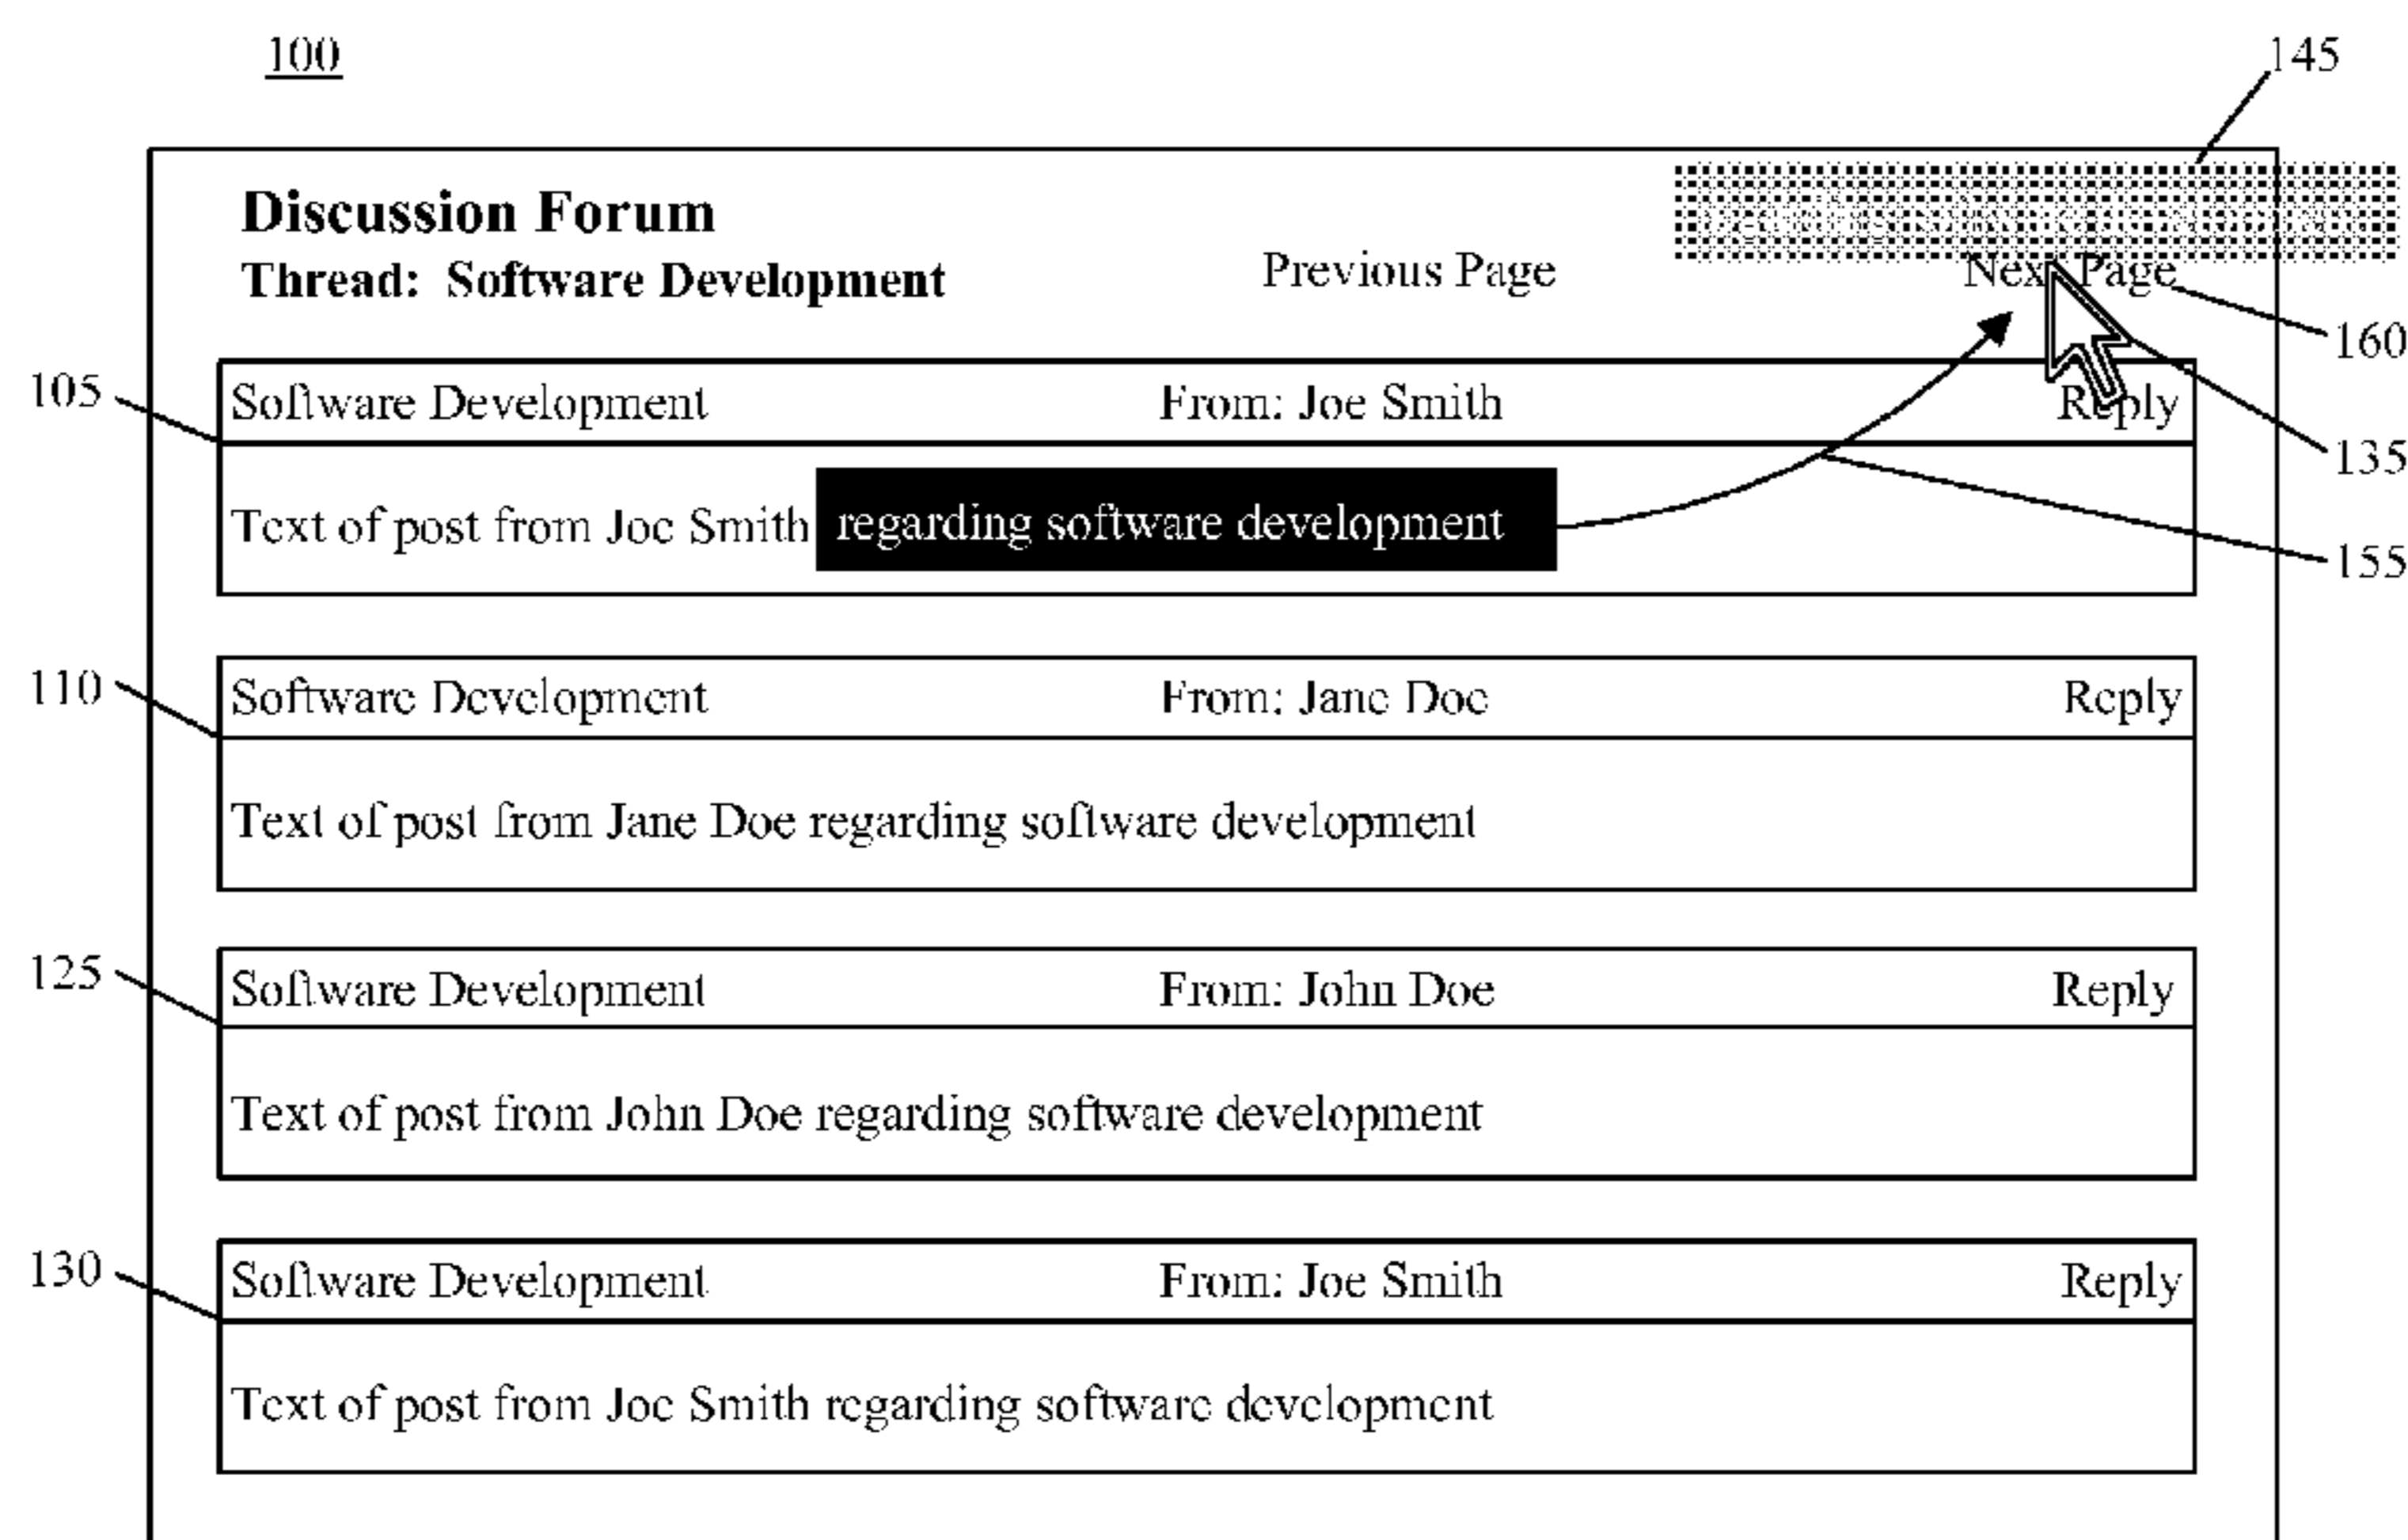 100
145
Discussion Forum
Thread: Software Development
Previous Page
Next Page
160
105
Software Development From: Joe Smith Reply
135
Text of post from Joe Smith regarding software development
155
110
Software Development From: Jane Doe Reply
Text of post from Jane Doe regarding software development
125
Software Development From: John Doe Reply
Text of post from John Doe regarding software development
130
Software Development From: Joe Smith Reply
Text of post from Joe Smith regarding software development